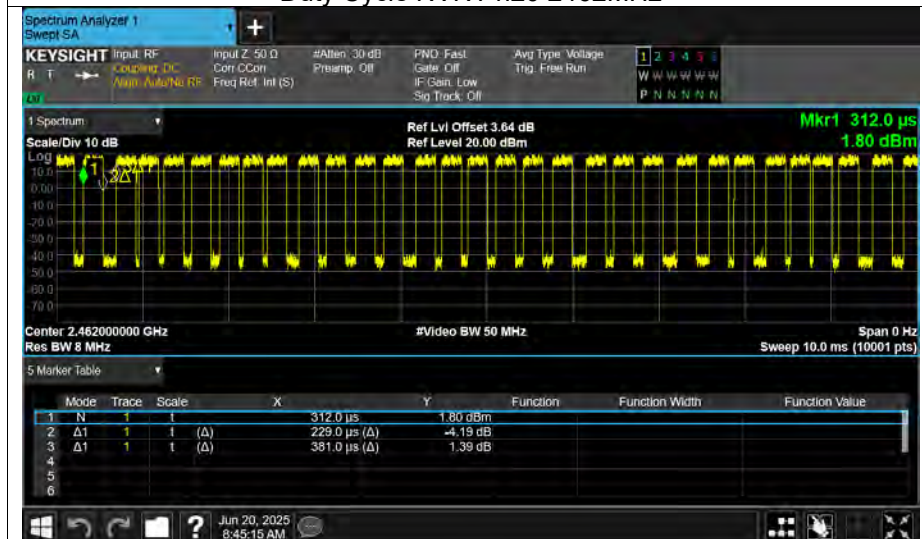 Spectrum Analyzer 1
Swept SA
KEYSIGHT Input: RF
R T
Coupling: DC
Align: Auto/No RF
Input Z: 50 Ω
Corr CCorr
Freq Ref: Int (S)
#Atten: 30 dB
Preamp: Off
PNO: Fast
Gate: Off
IF Gain: Low
Sig Track: Off
Avg Type: Voltage
Trig: Free Run
1 2 3 4 5 6
W W W W W W
P N N N N N
1 Spectrum
Scale/Div 10 dB
Ref Lvl Offset 3.64 dB
Ref Level 20.00 dBm
Mkr1 312.0 µs
1.80 dBm
Log
10.0
0.00
-10.0
-20.0
-30.0
-40.0
-50.0
-60.0
-70.0
Center 2.462000000 GHz
Res BW 8 MHz
#Video BW 50 MHz
Span 0 Hz
Sweep 10.0 ms (10001 pts)
5 Marker Table
Mode Trace Scale X Y Function Function Width Function Value
1 N 1 t 312.0 µs 1.80 dBm
2 Δ1 1 t (Δ) 229.0 µs (Δ) -4.19 dB
3 Δ1 1 t (Δ) 381.0 µs (Δ) 1.39 dB
4
5
6
Jun 20, 2025
8:45:15 AM